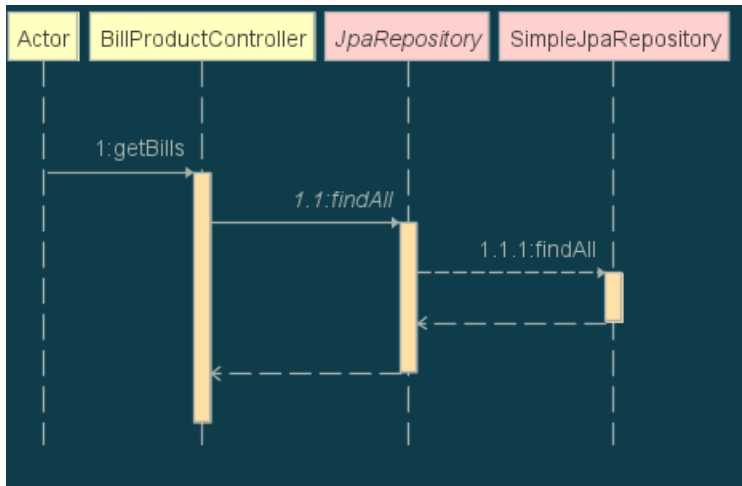 Actor
BillProductController
JpaRepository
SimpleJpaRepository
1:getBills
1.1:findAll
1.1.1:findAll